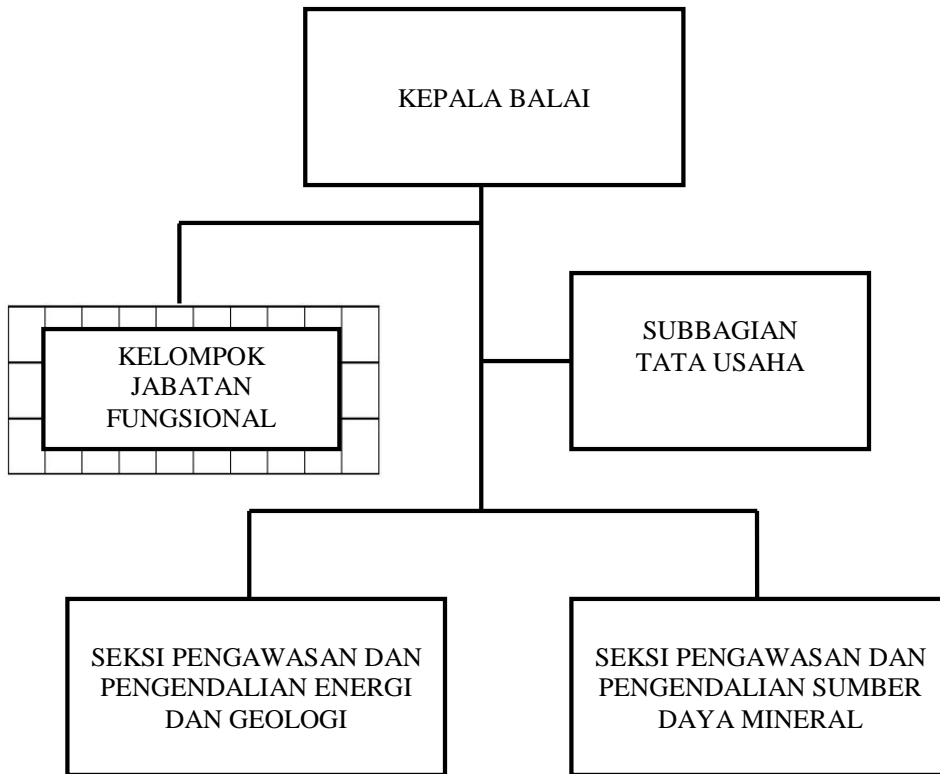 KEPALA BALAI
SUBBAGIAN
TATA USAHA
KELOMPOK
JABATAN
FUNGSIONAL
SEKSI PENGAWASAN DAN
PENGENDALIAN ENERGI
DAN GEOLOGI
SEKSI PENGAWASAN DAN
PENGENDALIAN SUMBER
DAYA MINERAL